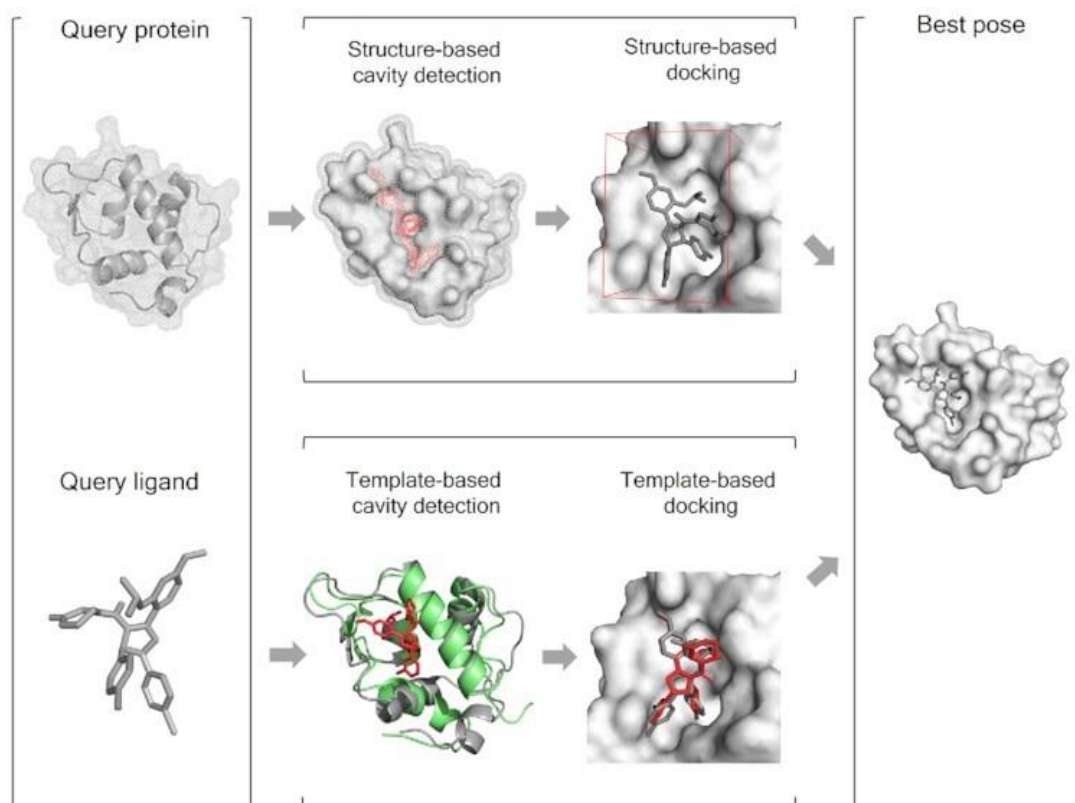 Query protein
Structure-based
cavity detection
Structure-based
docking
Best pose
Query ligand
Template-based
cavity detection
Template-based
docking